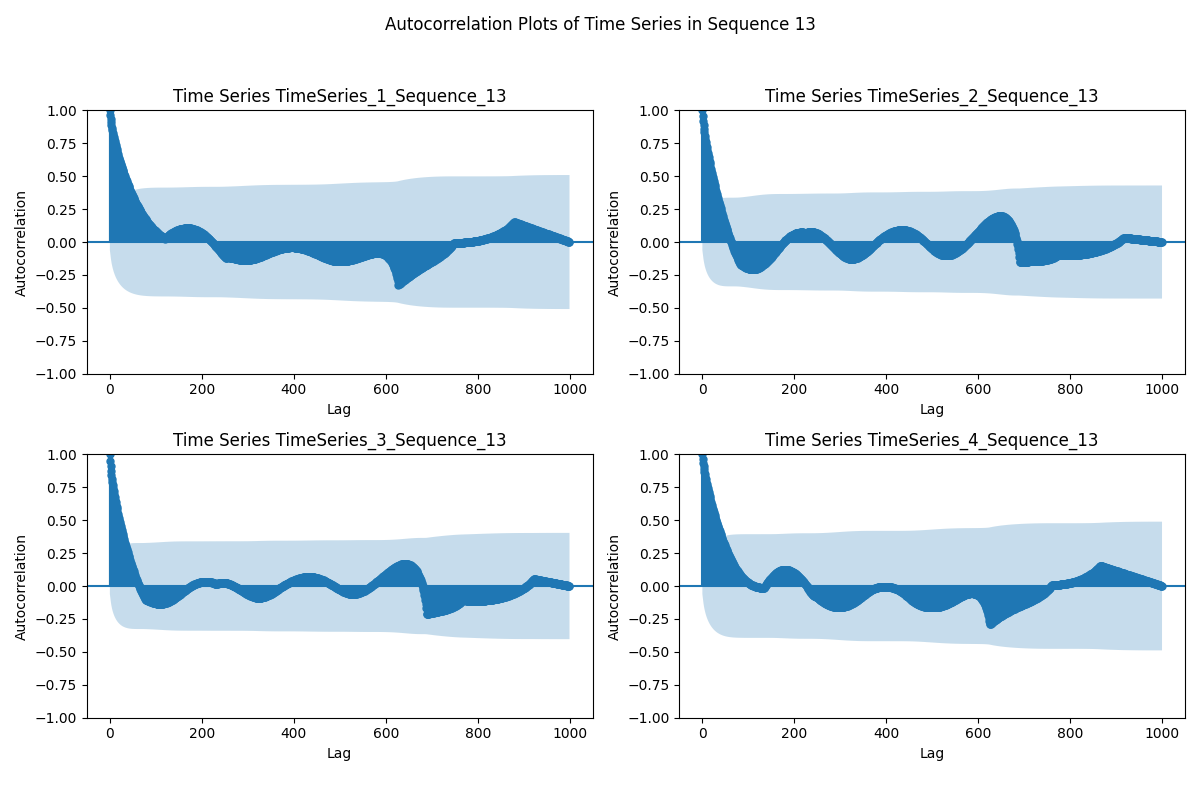 Autocorrelation Plots of Time Series in Sequence 13
Time Series TimeSeries_1_Sequence_13
1.00
0.75
0.50
0.25
0.00
−0.25
−0.50
−0.75
−1.00
Autocorrelation
0 200 400 600 800 1000
Lag
Time Series TimeSeries_2_Sequence_13
1.00
0.75
0.50
0.25
0.00
−0.25
−0.50
−0.75
−1.00
Autocorrelation
0 200 400 600 800 1000
Lag
Time Series TimeSeries_3_Sequence_13
1.00
0.75
0.50
0.25
0.00
−0.25
−0.50
−0.75
−1.00
Autocorrelation
0 200 400 600 800 1000
Lag
Time Series TimeSeries_4_Sequence_13
1.00
0.75
0.50
0.25
0.00
−0.25
−0.50
−0.75
−1.00
Autocorrelation
0 200 400 600 800 1000
Lag